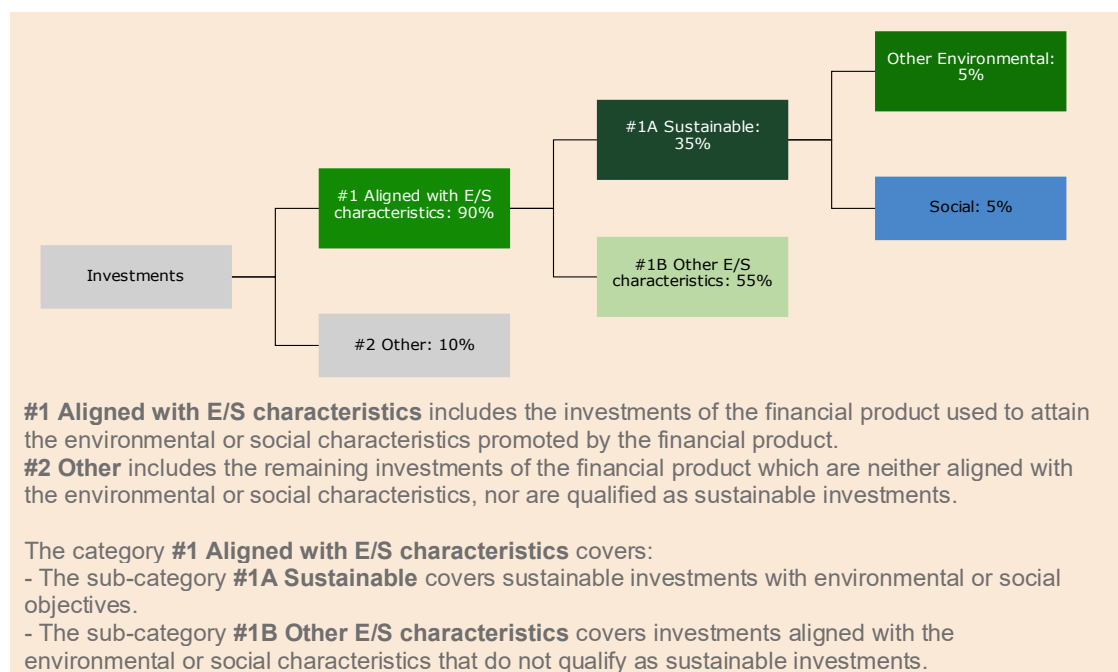 Other Environmental:
5%
#1A Sustainable:
35%
#1 Aligned with E/S
characteristics: 90%
Social: 5%
Investments
#1B Other E/S
characteristics: 55%
#2 Other: 10%
#1 Aligned with E/S characteristics includes the investments of the financial product used to attain
the environmental or social characteristics promoted by the financial product.
#2 Other includes the remaining investments of the financial product which are neither aligned with
the environmental or social characteristics, nor are qualified as sustainable investments.
The category #1 Aligned with E/S characteristics covers:
- The sub-category #1A Sustainable covers sustainable investments with environmental or social
objectives.
- The sub-category #1B Other E/S characteristics covers investments aligned with the
environmental or social characteristics that do not qualify as sustainable investments.